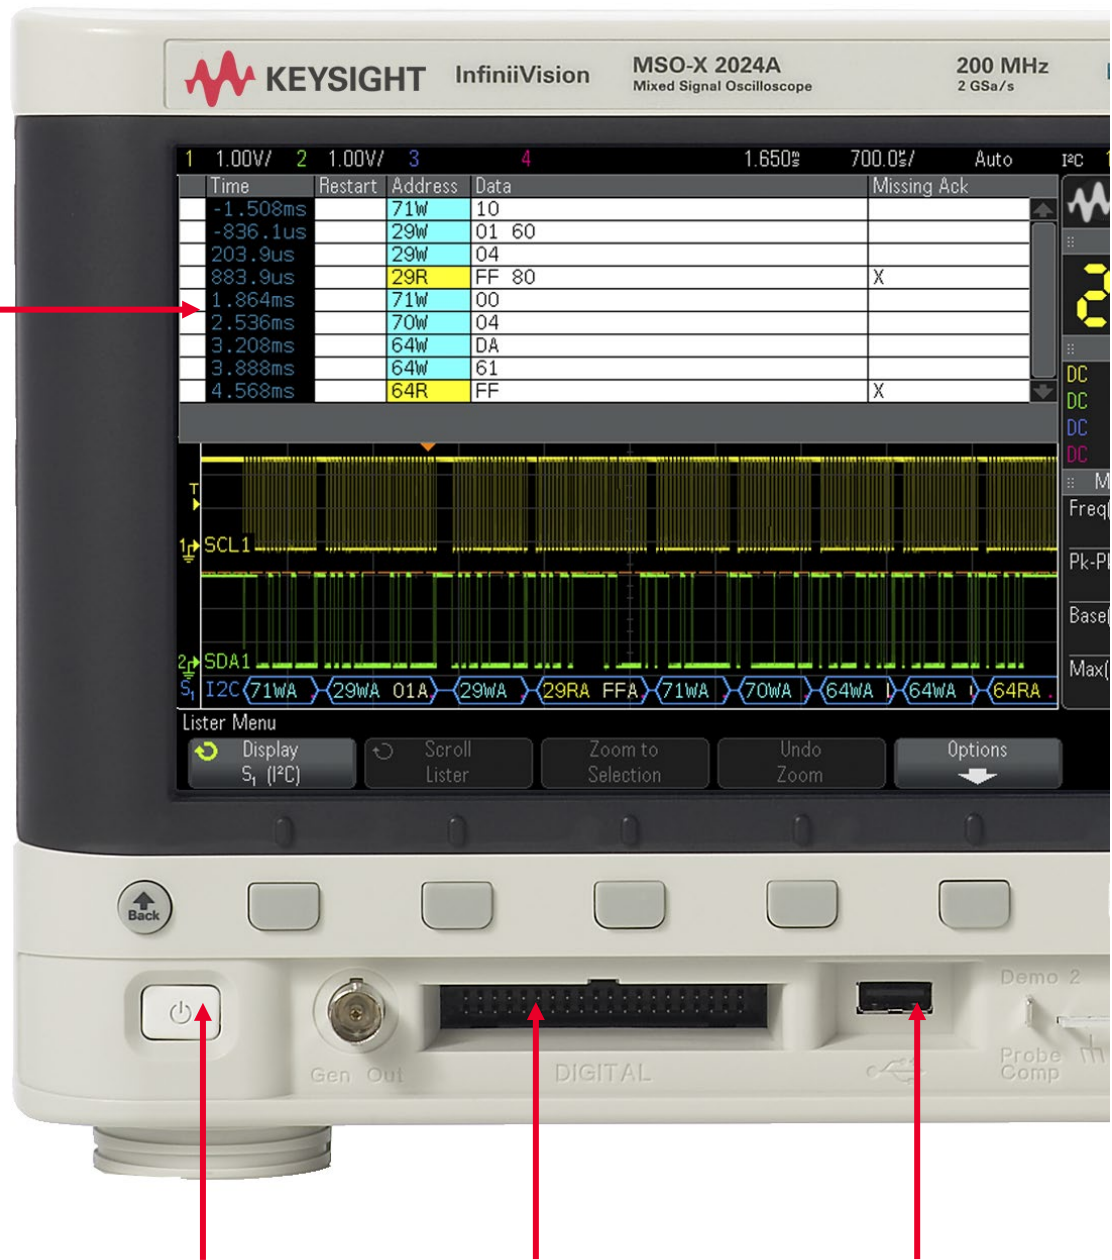 KEYSIGHT InfiniiVision MSO-X 2024A 200 MHz
Mixed Signal Oscilloscope 2 GSa/s
1 1.00V/ 2 1.00V/ 3 4 1.650 700.0 / Auto I²C
Time Restart Address Data Missing Ack
-1.508ms 71W 10
-836.1us 29W 01 60
203.9us 29W 04
883.9us 29R FF 80 X
1.864ms 71W 00
2.536ms 70W 04
3.208ms 64W DA
3.888ms 64W 61
4.568ms 64R FF X
DC
DC
DC
DC
T
Freq(
1 SCL1
Pk-Pk
Base(
2 SDA1
Max(
S1 I2C 71WA 29WA 01A 29WA 29RA FFA 71WA 70WA 64WA 64WA 64RA
Lister Menu
Display Scroll Zoom to Undo Options
S1 (I²C) Lister Selection Zoom
Back
Demo 2
Gen Out DIGITAL Probe
Comp